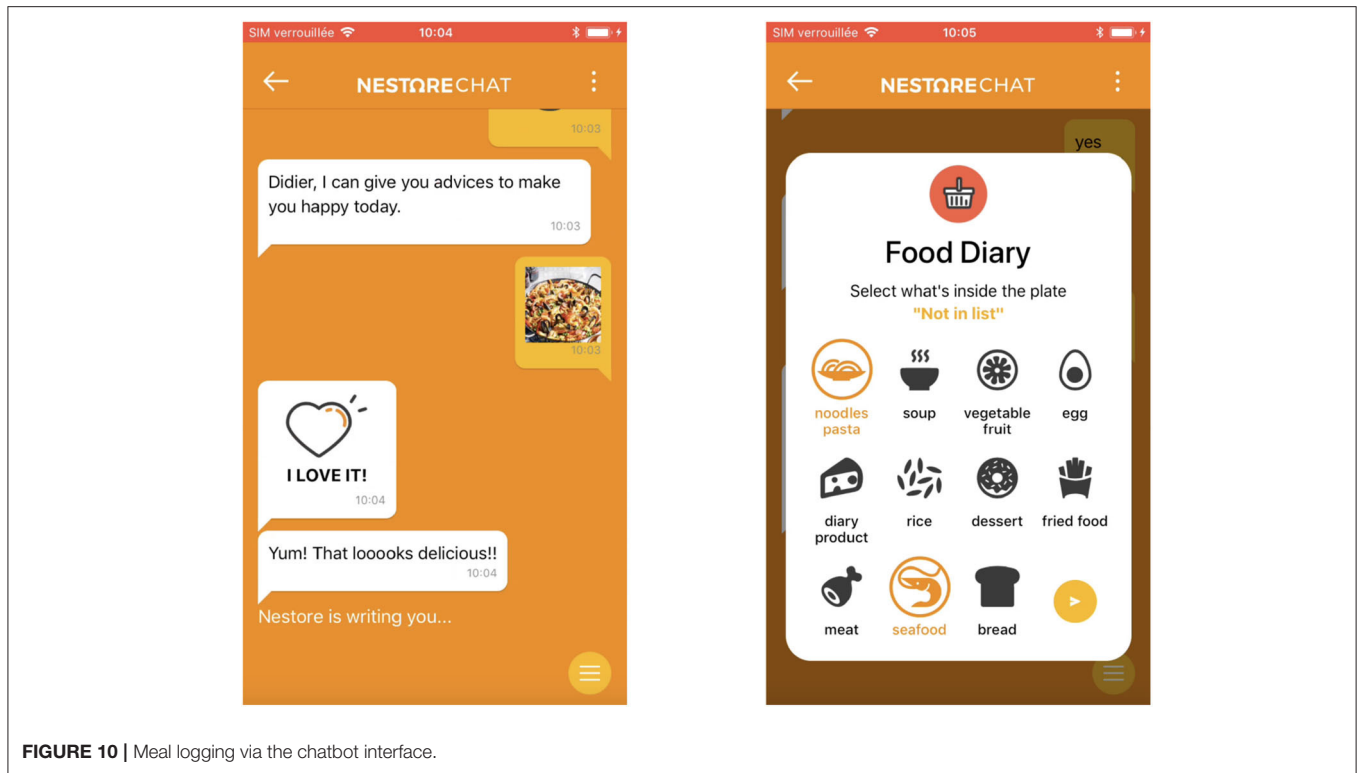 SIM verrouillée 10:04
NESTORECHAT
10:03
Didier, I can give you advices to make
you happy today.
10:03
10:03
I LOVE IT!
10:04
Yum! That looooks delicious!!
10:04
Nestore is writing you...
SIM verrouillée 10:05
NESTORECHAT
yes
Food Diary
Select what's inside the plate
"Not in list"
noodles
pasta
soup
vegetable
fruit
egg
diary
product
rice
dessert
fried food
meat
seafood
bread
FIGURE 10 | Meal logging via the chatbot interface.